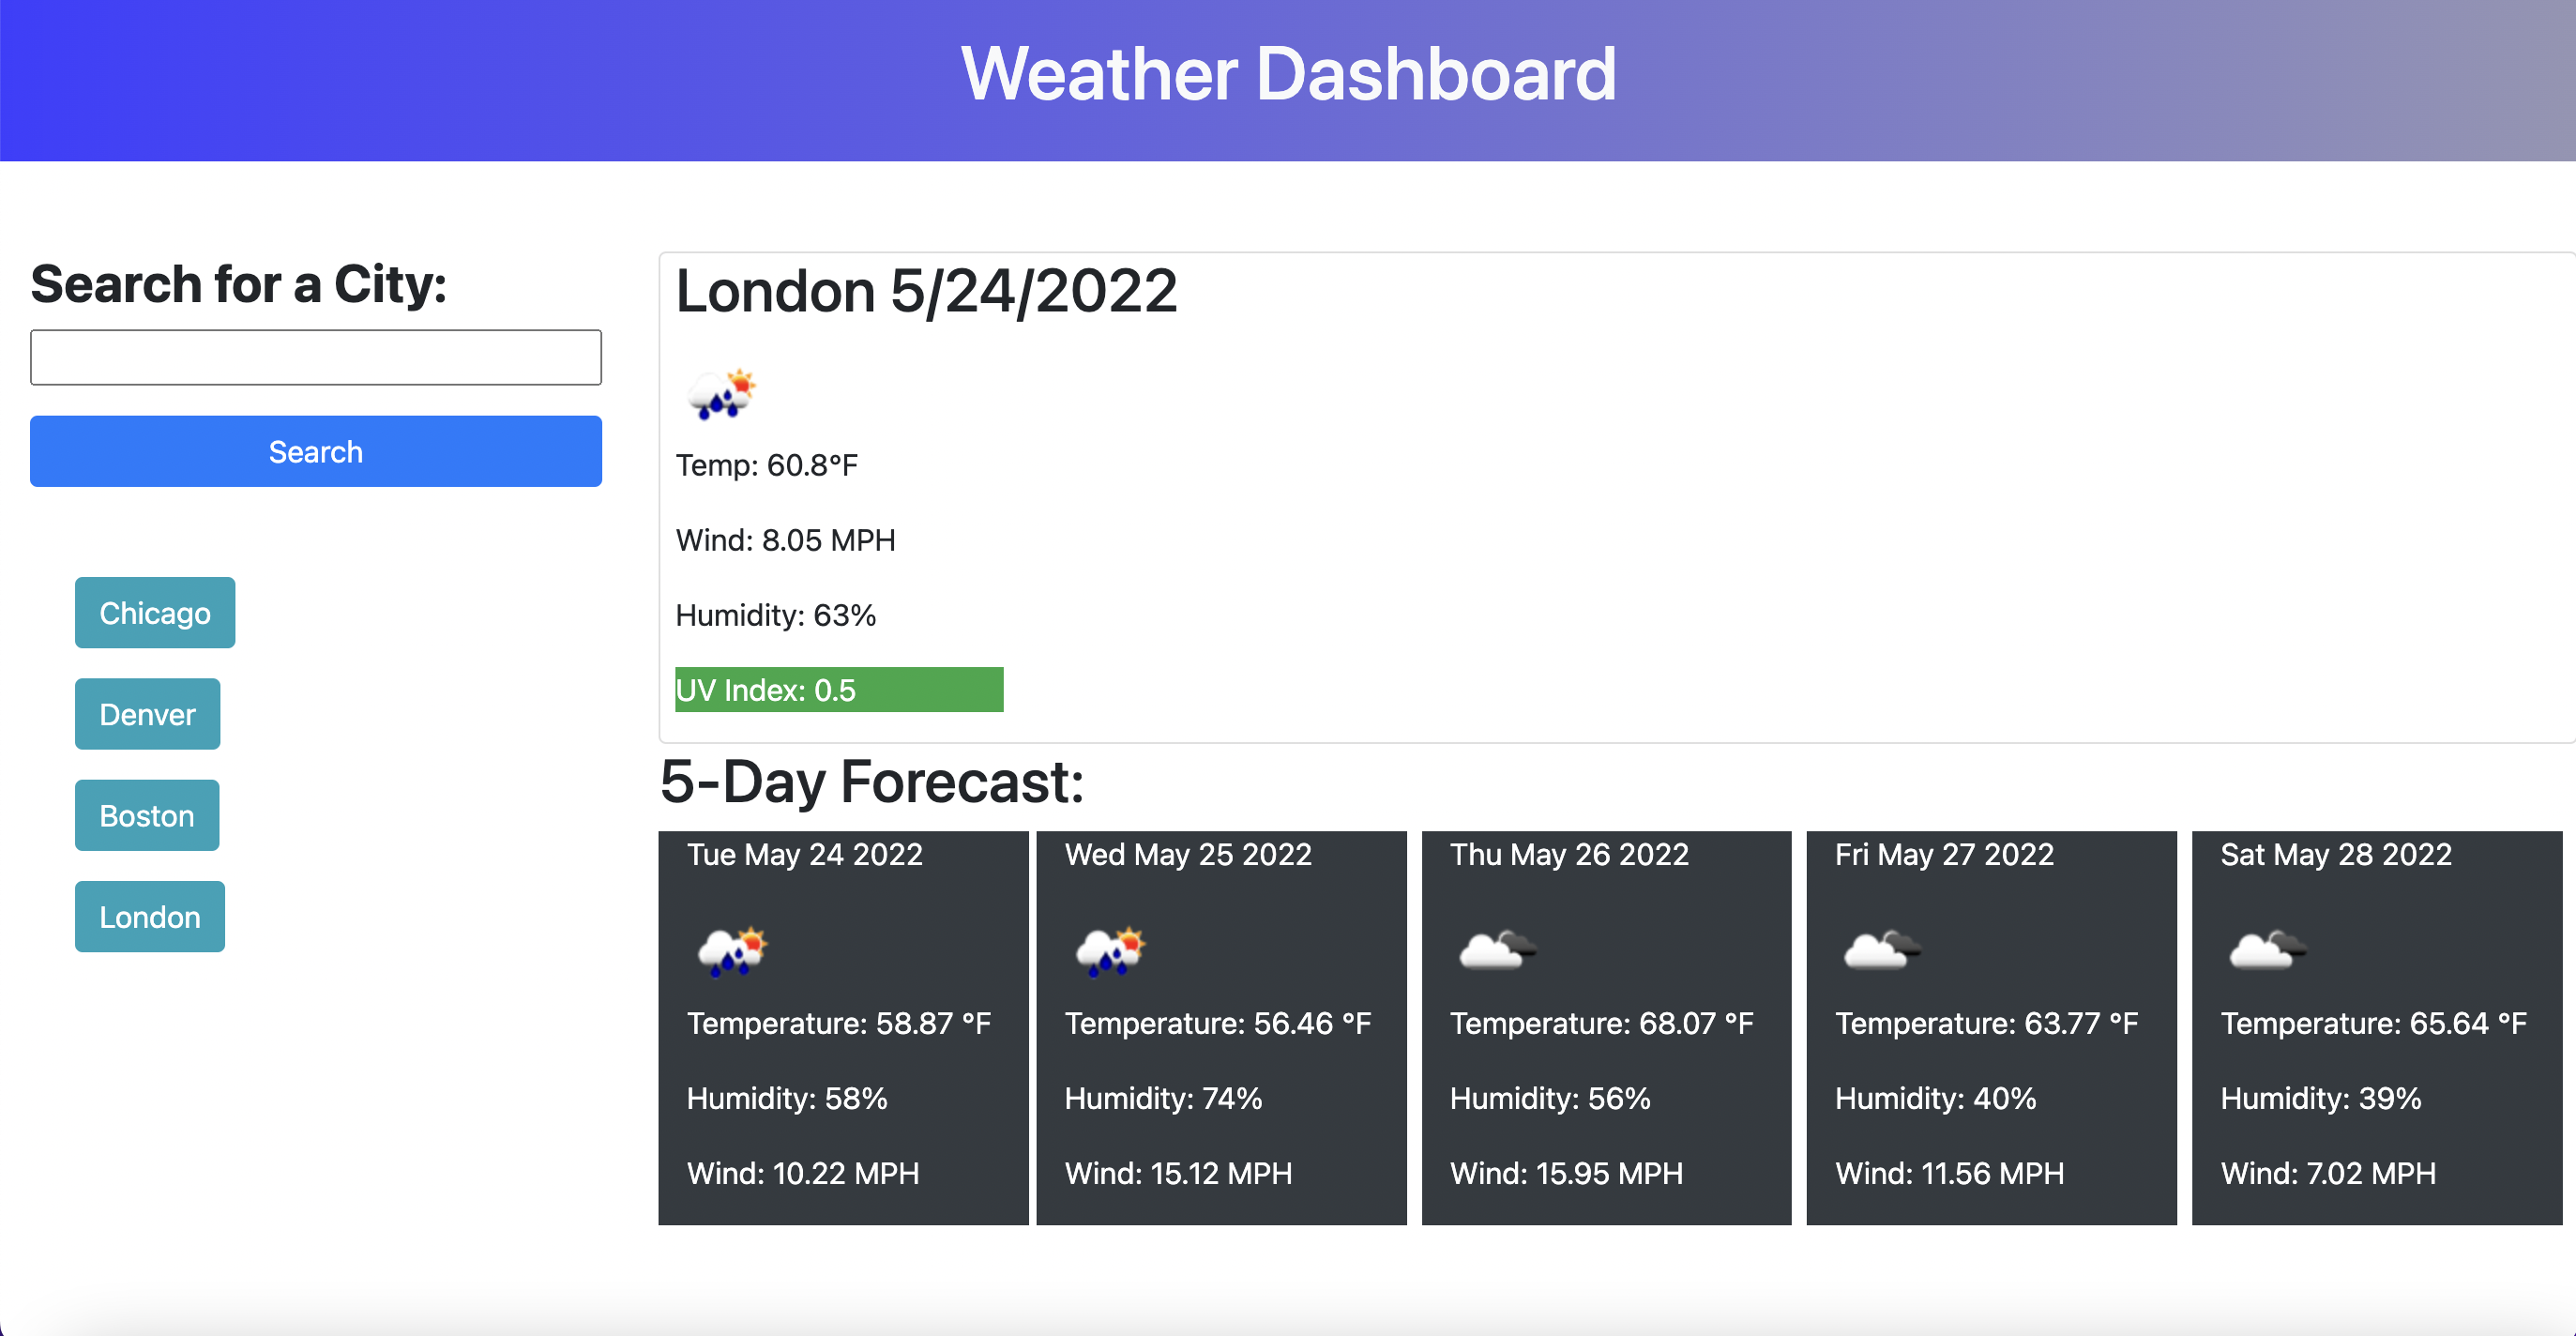 Weather Dashboard
Search for a City:
Search
Chicago
Denver
Boston
London
London 5/24/2022
Temp: 60.8°F
Wind: 8.05 MPH
Humidity: 63%
UV Index: 0.5
5-Day Forecast:
Tue May 24 2022
Temperature: 58.87 °F
Humidity: 58%
Wind: 10.22 MPH
Wed May 25 2022
Temperature: 56.46 °F
Humidity: 74%
Wind: 15.12 MPH
Thu May 26 2022
Temperature: 68.07 °F
Humidity: 56%
Wind: 15.95 MPH
Fri May 27 2022
Temperature: 63.77 °F
Humidity: 40%
Wind: 11.56 MPH
Sat May 28 2022
Temperature: 65.64 °F
Humidity: 39%
Wind: 7.02 MPH